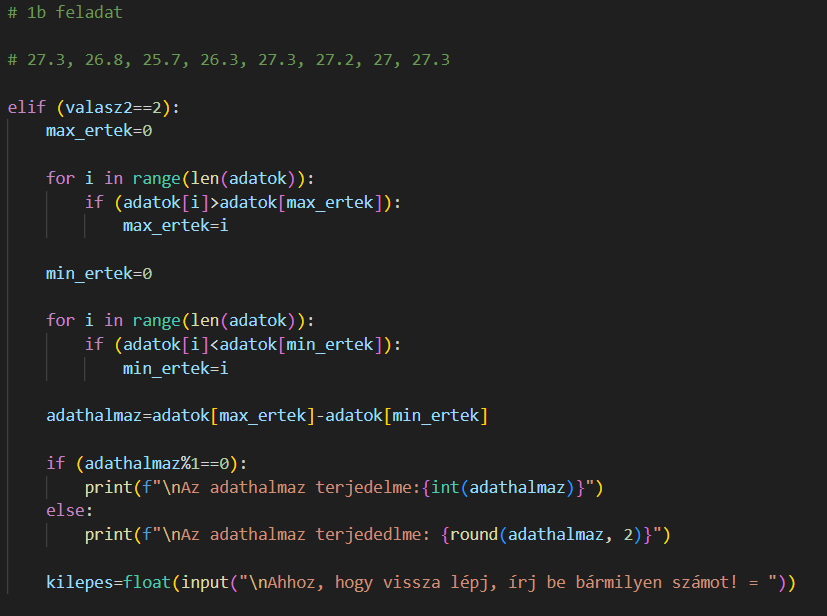 # 1b feladat
# 27.3, 26.8, 25.7, 26.3, 27.3, 27.2, 27, 27.3
elif (valasz2==2):
    max_ertek=0
    for i in range(len(adatok)):
        if (adatok[i]>adatok[max_ertek]):
            max_ertek=i
    min_ertek=0
    for i in range(len(adatok)):
        if (adatok[i]<adatok[min_ertek]):
            min_ertek=i
    adathalmaz=adatok[max_ertek]-adatok[min_ertek]
    if (adathalmaz%1==0):
        print(f"\nAz adathalmaz terjedelme:{int(adathalmaz)}")
    else:
        print(f"\nAz adathalmaz terjededlme: {round(adathalmaz, 2)}")
    kilepes=float(input("\nAhhoz, hogy vissza lépj, írj be bármilyen számot! = "))